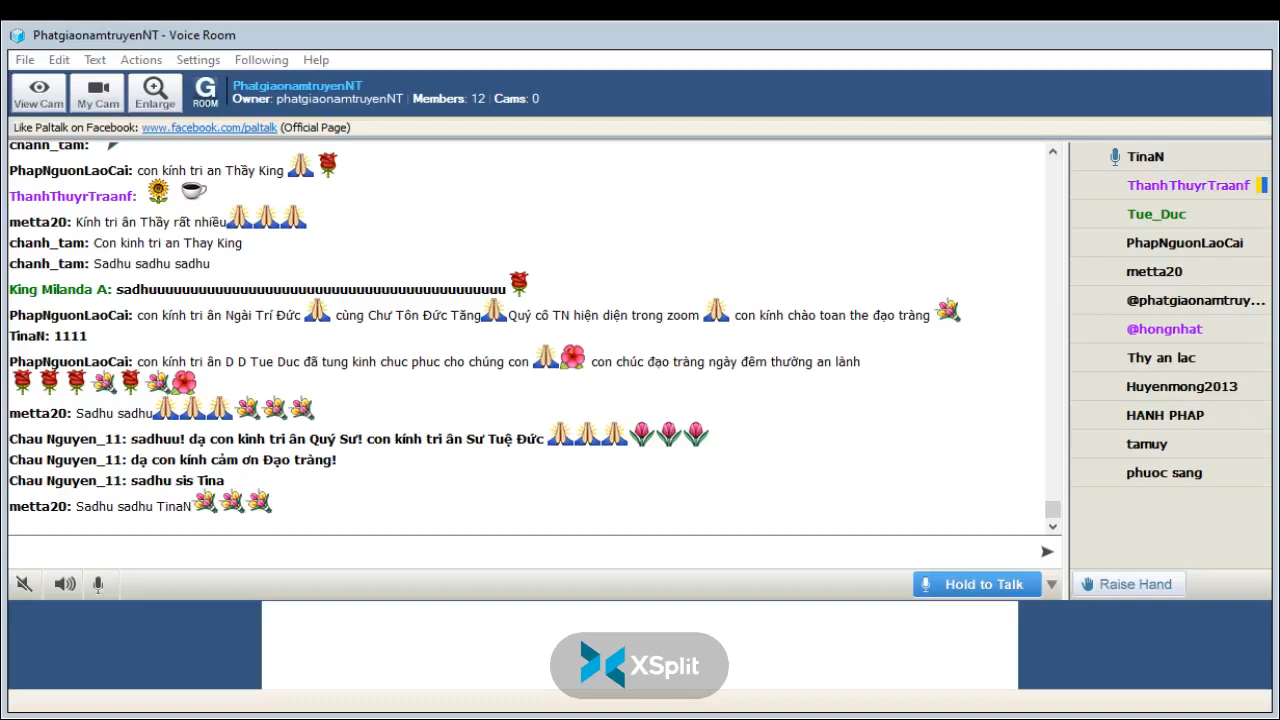 PhatgiaonamtruyenNT - Voice Room
File Edit Text Actions Settings Following Help
View Cam My Cam Enlarge G ROOM
PhatgiaonamtruyenNT
Owner: phatgiaonamtruyenNT | Members: 12 | Cams: 0
Like Paltalk on Facebook: www.facebook.com/paltalk (Official Page)
chanh_tam:
PhapNguonLaoCai: con kính tri an Thầy King
ThanhThuyrTraanf:
metta20: Kính tri ân Thầy rất nhiều
chanh_tam: Con kinh tri an Thay King
chanh_tam: Sadhu sadhu sadhu
King Milanda A: sadhuuuuuuuuuuuuuuuuuuuuuuuuuuuuuuuuuuuuuuuuuuu
PhapNguonLaoCai: con kính tri ân Ngài Trí Đức cùng Chư Tôn Đức Tăng Quý cô TN hiện diện trong zoom con kính chào toan the đạo tràng
TinaN: 1111
PhapNguonLaoCai: con kính tri ân D D Tue Duc đã tung kinh chuc phuc cho chúng con con chúc đạo tràng ngày đêm thường an lành
metta20: Sadhu sadhu
Chau Nguyen_11: sadhuu! dạ con kinh tri ân Quý Sư! con kính tri ân Sư Tuệ Đức
Chau Nguyen_11: dạ con kính cảm ơn Đạo tràng!
Chau Nguyen_11: sadhu sis Tina
metta20: Sadhu sadhu TinaN
Hold to Talk
TinaN
ThanhThuyrTraanf
Tue_Duc
PhapNguonLaoCai
metta20
@phatgiaonamtruy...
@hongnhat
Thy an lac
Huyenmong2013
HANH PHAP
tamuy
phuoc sang
Raise Hand
XSplit